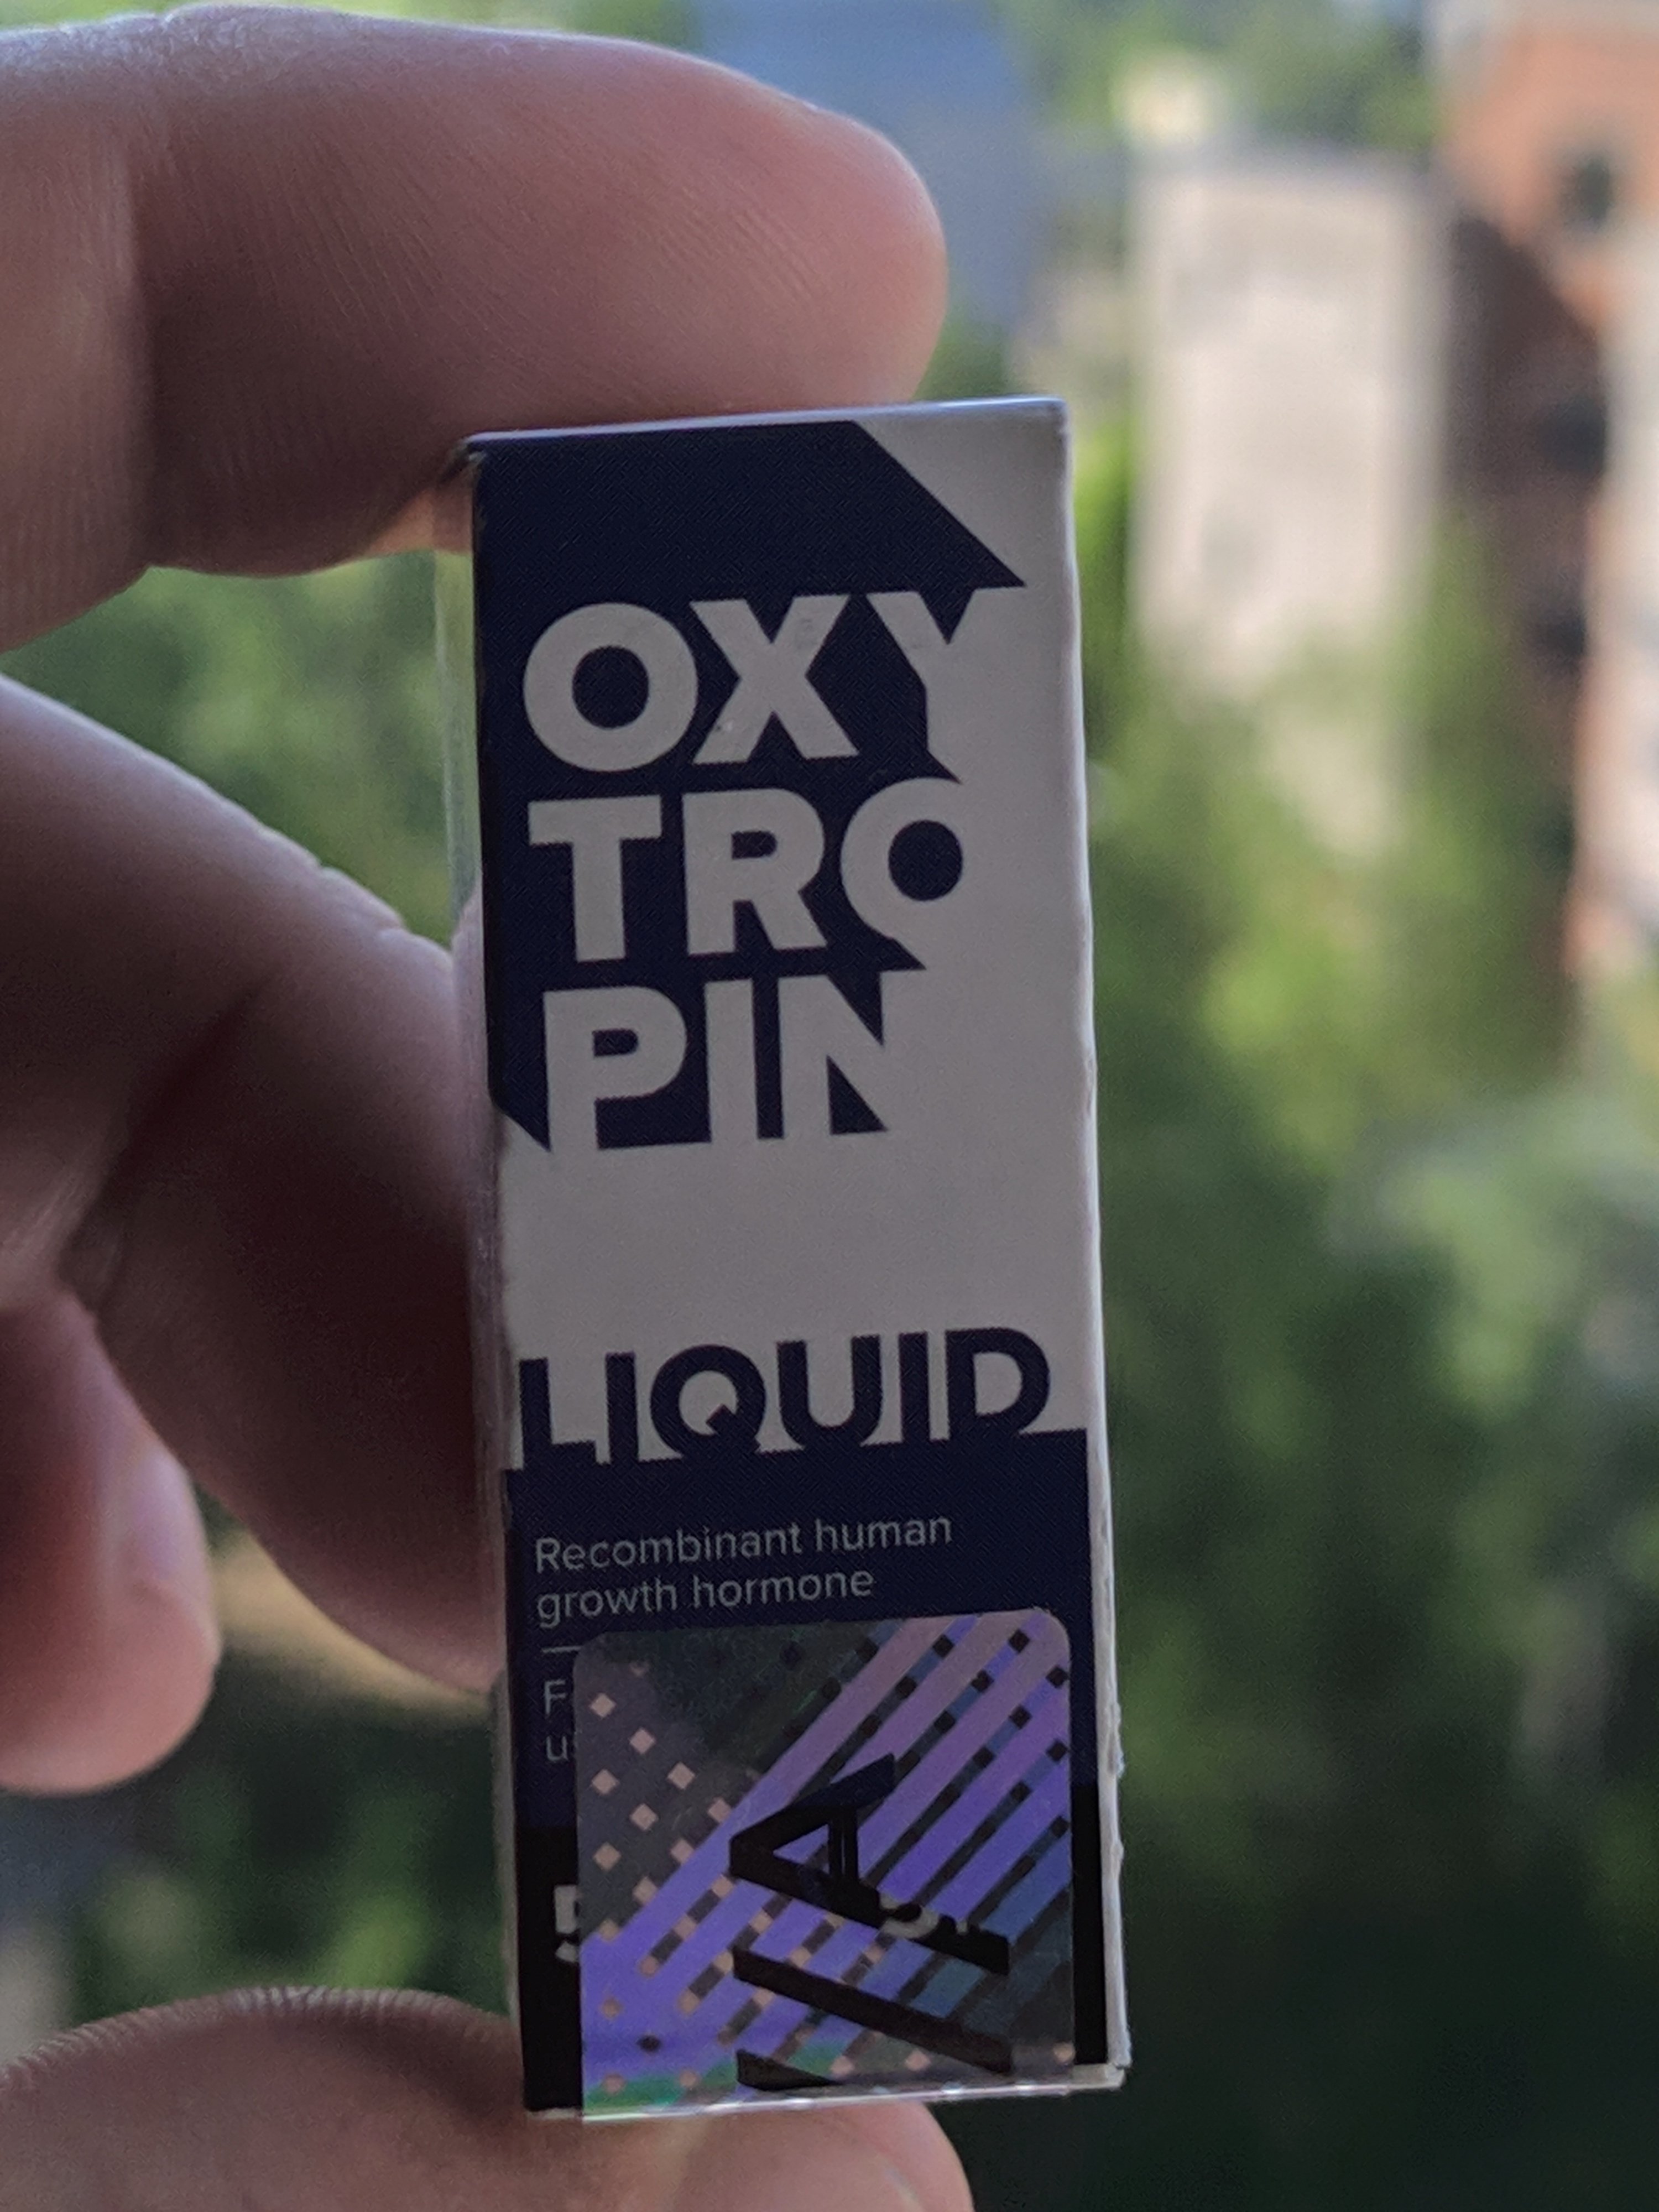 OXY
TRO
PIN
LIQUID
Recombinant human
growth hormone